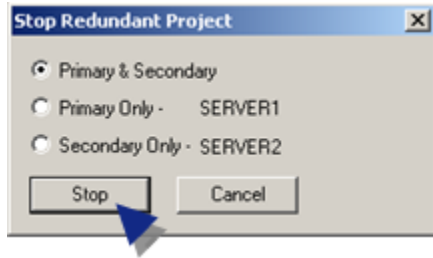 Stop Redundant Project
Primary & Secondary
Primary Only - SERVER1
Secondary Only - SERVER2
Stop Cancel